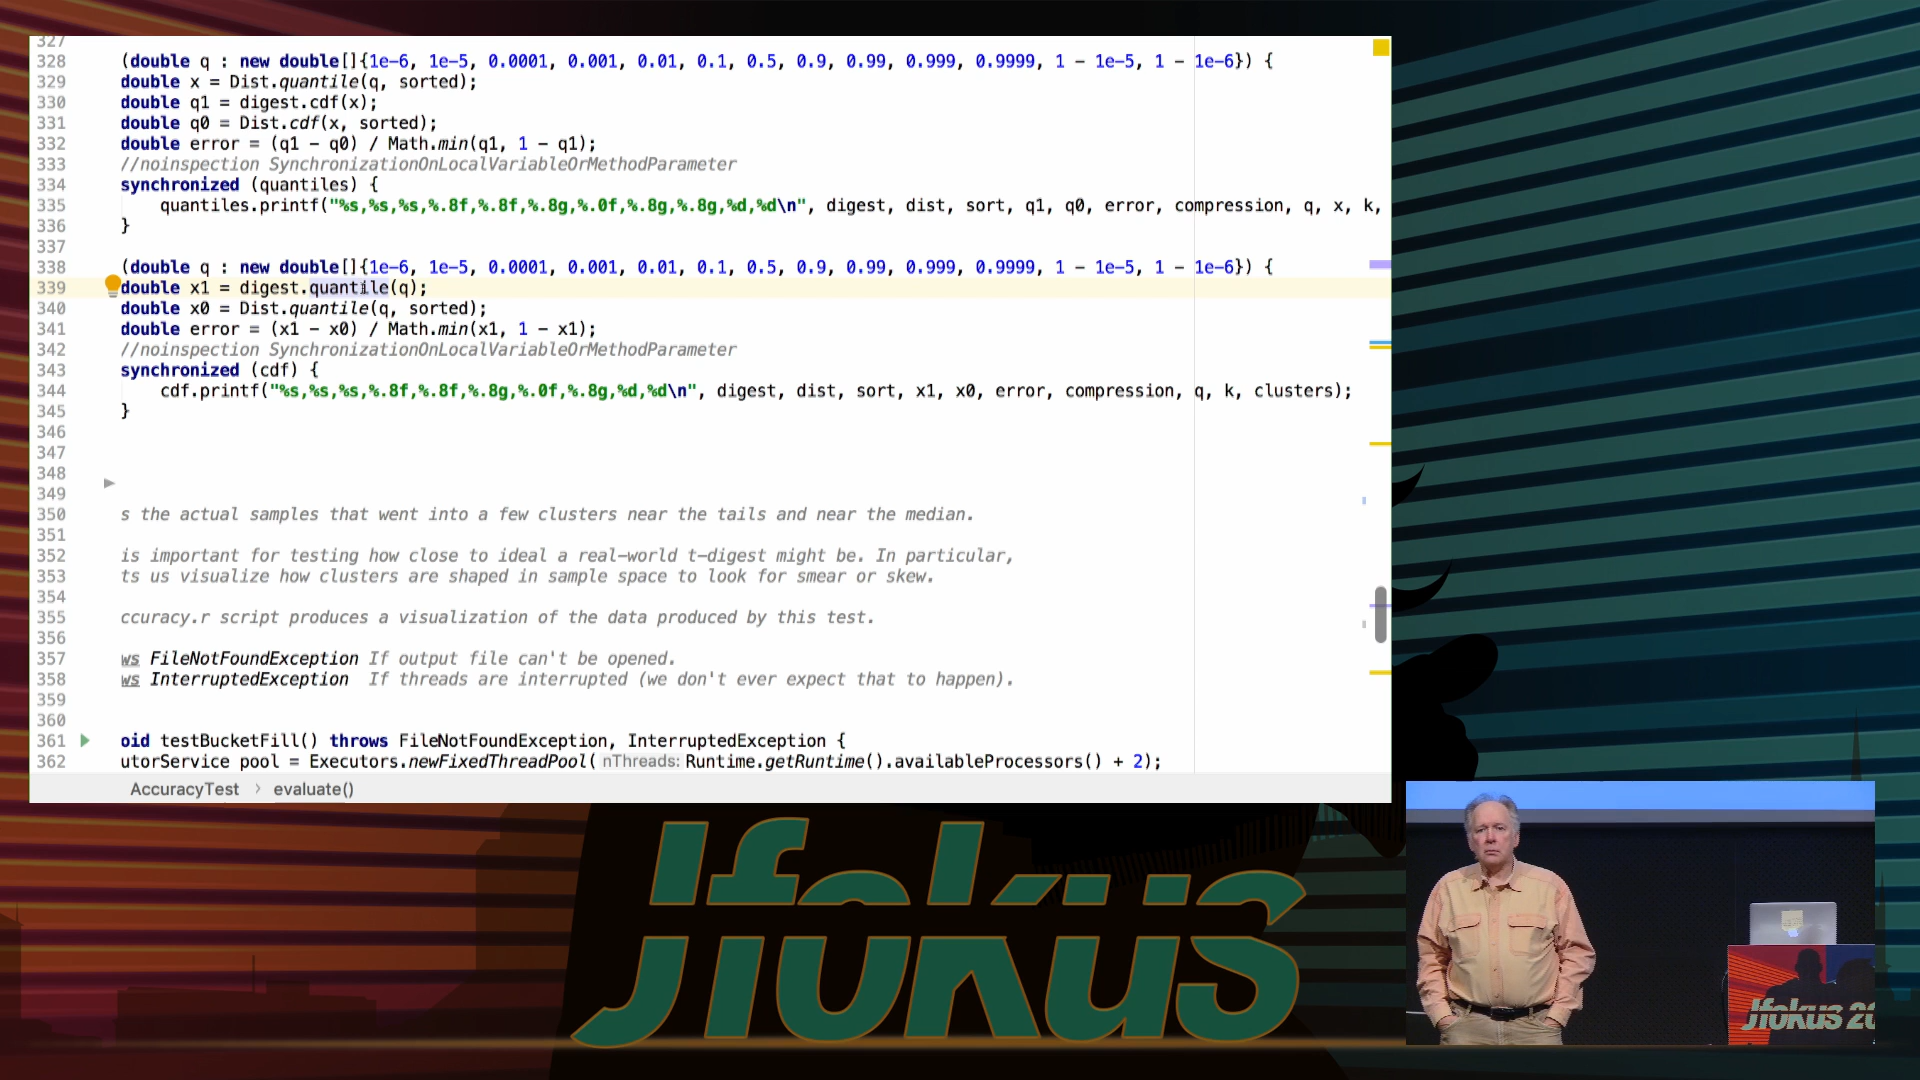 327
328 (double q : new double[]{1e-6, 1e-5, 0.0001, 0.001, 0.01, 0.1, 0.5, 0.9, 0.99, 0.999, 0.9999, 1 - 1e-5, 1 - 1e-6}) {
329 double x = Dist.quantile(q, sorted);
330 double q1 = digest.cdf(x);
331 double q0 = Dist.cdf(x, sorted);
332 double error = (q1 - q0) / Math.min(q1, 1 - q1);
333 //noinspection SynchronizationOnLocalVariableOrMethodParameter
334 synchronized (quantiles) {
335 quantiles.printf("%s,%s,%s,%.8f,%.8f,%.8g,%.0f,%.8g,%.8g,%d,%d\n", digest, dist, sort, q1, q0, error, compression, q, x, k,
336 }
337
338 (double q : new double[]{1e-6, 1e-5, 0.0001, 0.001, 0.01, 0.1, 0.5, 0.9, 0.99, 0.999, 0.9999, 1 - 1e-5, 1 - 1e-6}) {
339 double x1 = digest.quantile(q);
340 double x0 = Dist.quantile(q, sorted);
341 double error = (x1 - x0) / Math.min(x1, 1 - x1);
342 //noinspection SynchronizationOnLocalVariableOrMethodParameter
343 synchronized (cdf) {
344 cdf.printf("%s,%s,%s,%.8f,%.8f,%.8g,%.0f,%.8g,%d,%d\n", digest, dist, sort, x1, x0, error, compression, q, k, clusters);
345 }
346
347
348
349
350 s the actual samples that went into a few clusters near the tails and near the median.
351
352 is important for testing how close to ideal a real-world t-digest might be. In particular,
353 ts us visualize how clusters are shaped in sample space to look for smear or skew.
354
355 ccuracy.r script produces a visualization of the data produced by this test.
356
357 ws FileNotFoundException If output file can't be opened.
358 ws InterruptedException If threads are interrupted (we don't ever expect that to happen).
359
360
361 oid testBucketFill() throws FileNotFoundException, InterruptedException {
362 utorService pool = Executors.newFixedThreadPool( nThreads: Runtime.getRuntime().availableProcessors() + 2);
AccuracyTest > evaluate()
Jfokus
Jfokus 20